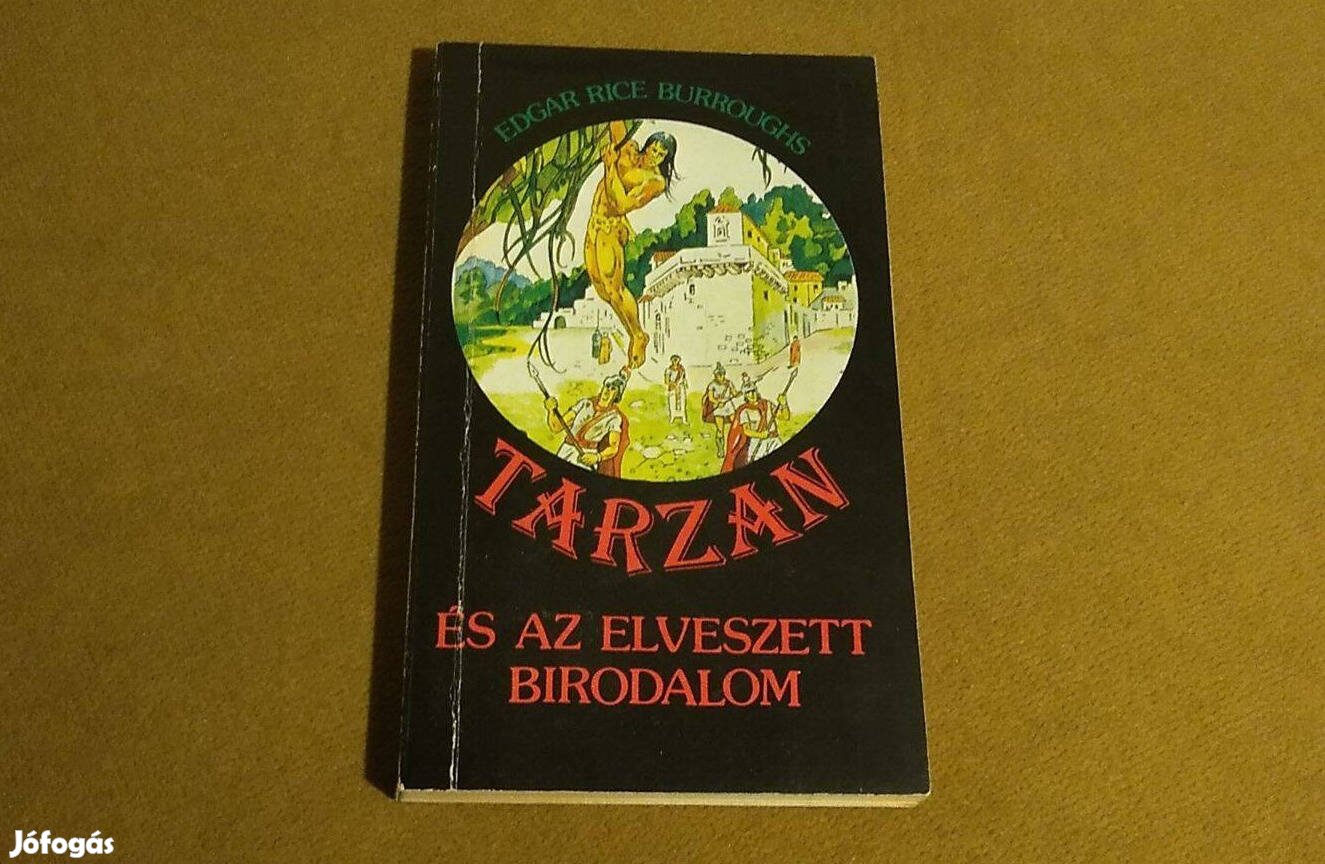 EDGAR RICE BURROUGHS
TARZAN
ÉS AZ ELVESZETT
BIRODALOM
Jófogás